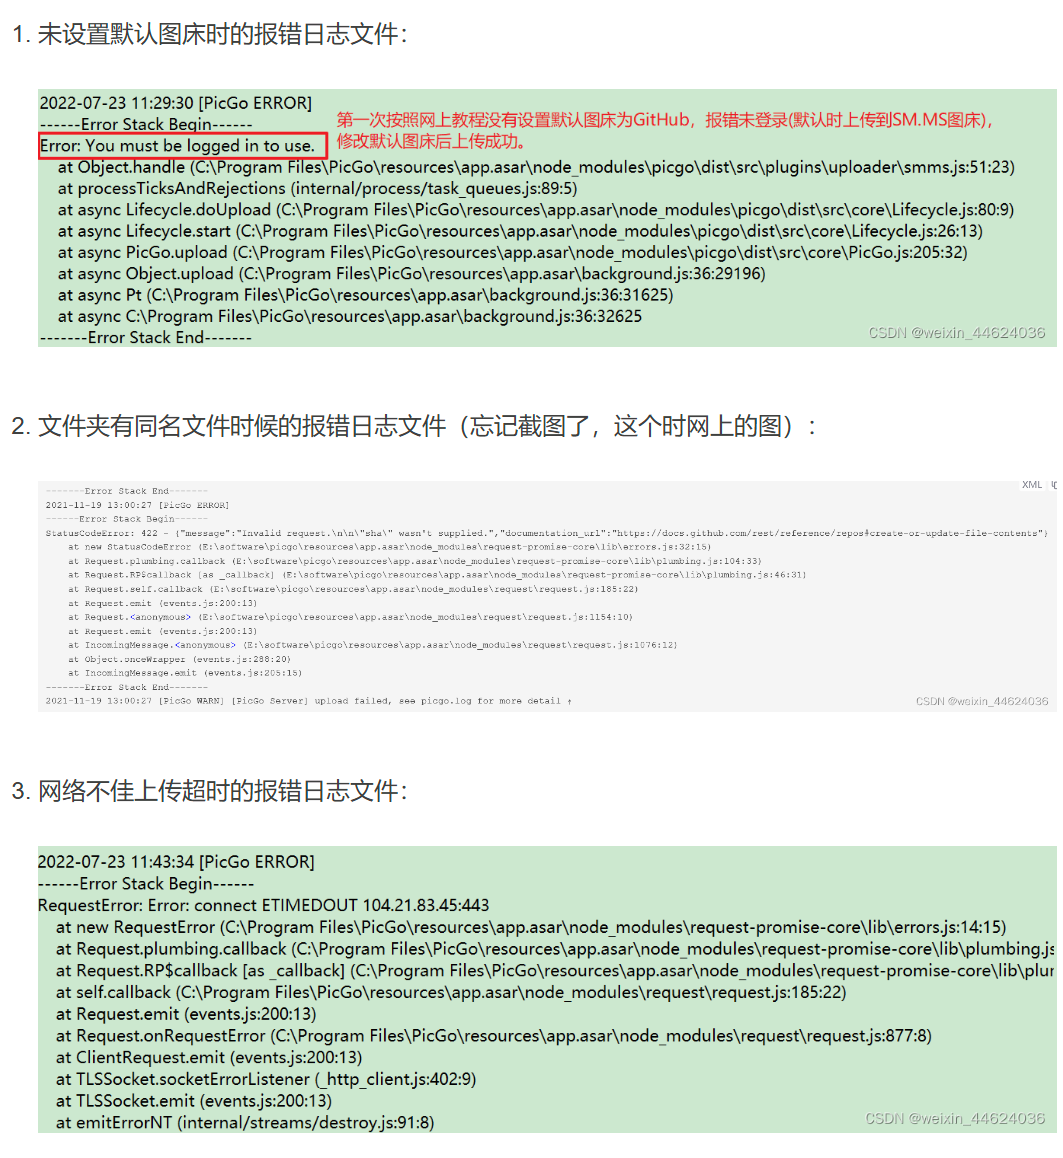 1. 未设置默认图床时的报错日志文件：
2022-07-23 11:29:30 [PicGo ERROR]
------Error Stack Begin------
第一次按照网上教程没有设置默认图床为GitHub，报错未登录(默认时上传到SM.MS图床)，
Error: You must be logged in to use.
修改默认图床后上传成功。
at Object.handle (C:\Program Files\PicGo\resources\app.asar\node_modules\picgo\dist\src\plugins\uploader\smms.js:51:23)
at processTicksAndRejections (internal/process/task_queues.js:89:5)
at async Lifecycle.doUpload (C:\Program Files\PicGo\resources\app.asar\node_modules\picgo\dist\src\core\Lifecycle.js:80:9)
at async Lifecycle.start (C:\Program Files\PicGo\resources\app.asar\node_modules\picgo\dist\src\core\Lifecycle.js:26:13)
at async PicGo.upload (C:\Program Files\PicGo\resources\app.asar\node_modules\picgo\dist\src\core\PicGo.js:205:32)
at async Object.upload (C:\Program Files\PicGo\resources\app.asar\background.js:36:29196)
at async Pt (C:\Program Files\PicGo\resources\app.asar\background.js:36:31625)
at async C:\Program Files\PicGo\resources\app.asar\background.js:36:32625
-------Error Stack End-------
CSDN @weixin_44624036
2. 文件夹有同名文件时候的报错日志文件（忘记截图了，这个时网上的图）：
XML
-------Error Stack End-------
2021-11-19 13:00:27 [PicGo ERROR]
------Error Stack Begin------
StatusCodeError: 422 - {"message":"Invalid request.\n\n\"sha\" wasn't supplied.","documentation_url":"https://docs.github.com/rest/reference/repos#create-or-update-file-contents"}
at new StatusCodeError (E:\software\picgo\resources\app.asar\node_modules\request-promise-core\lib\errors.js:32:15)
at Request.plumbing.callback (E:\software\picgo\resources\app.asar\node_modules\request-promise-core\lib\plumbing.js:104:33)
at Request.RP$callback [as _callback] (E:\software\picgo\resources\app.asar\node_modules\request-promise-core\lib\plumbing.js:46:31)
at Request.self.callback (E:\software\picgo\resources\app.asar\node_modules\request\request.js:185:22)
at Request.emit (events.js:200:13)
at Request.<anonymous> (E:\software\picgo\resources\app.asar\node_modules\request\request.js:1154:10)
at Request.emit (events.js:200:13)
at IncomingMessage.<anonymous> (E:\software\picgo\resources\app.asar\node_modules\request\request.js:1076:12)
at Object.onceWrapper (events.js:288:20)
at IncomingMessage.emit (events.js:205:15)
-------Error Stack End-------
2021-11-19 13:00:27 [PicGo WARN] [PicGo Server] upload failed, see picgo.log for more detail ↑
CSDN @weixin_44624036
3. 网络不佳上传超时的报错日志文件：
2022-07-23 11:43:34 [PicGo ERROR]
------Error Stack Begin------
RequestError: Error: connect ETIMEDOUT 104.21.83.45:443
at new RequestError (C:\Program Files\PicGo\resources\app.asar\node_modules\request-promise-core\lib\errors.js:14:15)
at Request.plumbing.callback (C:\Program Files\PicGo\resources\app.asar\node_modules\request-promise-core\lib\plumbing.js
at Request.RP$callback [as _callback] (C:\Program Files\PicGo\resources\app.asar\node_modules\request-promise-core\lib\plur
at self.callback (C:\Program Files\PicGo\resources\app.asar\node_modules\request\request.js:185:22)
at Request.emit (events.js:200:13)
at Request.onRequestError (C:\Program Files\PicGo\resources\app.asar\node_modules\request\request.js:877:8)
at ClientRequest.emit (events.js:200:13)
at TLSSocket.socketErrorListener (_http_client.js:402:9)
at TLSSocket.emit (events.js:200:13)
at emitErrorNT (internal/streams/destroy.js:91:8)
CSDN @weixin_44624036